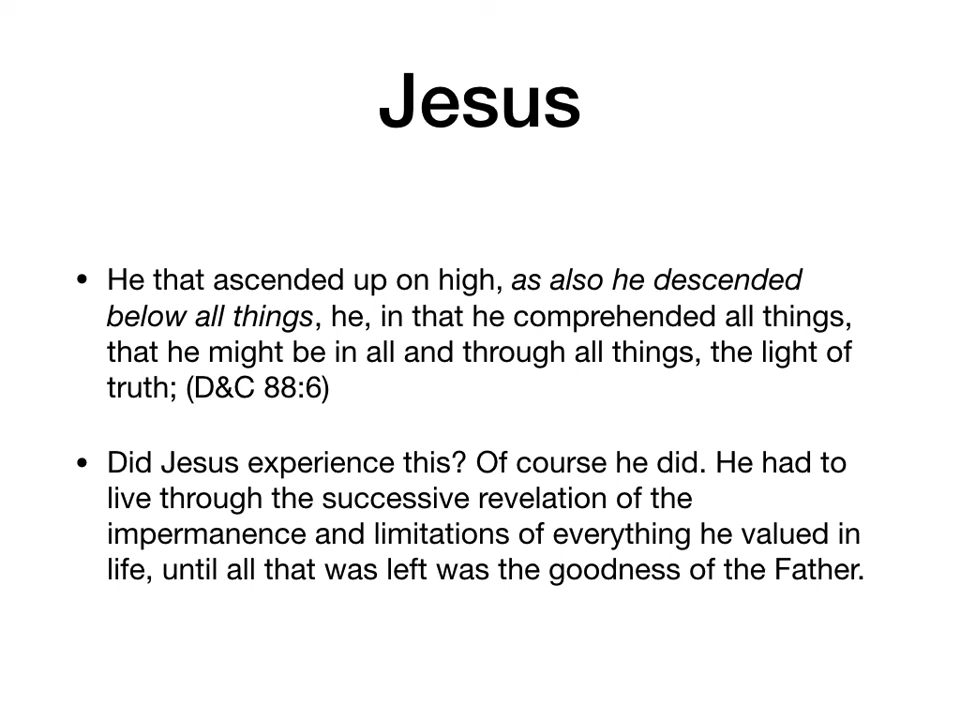 Jesus
• He that ascended up on high, as also he descended
below all things, he, in that he comprehended all things,
that he might be in all and through all things, the light of
truth; (D&C 88:6)
• Did Jesus experience this? Of course he did. He had to
live through the successive revelation of the
impermanence and limitations of everything he valued in
life, until all that was left was the goodness of the Father.